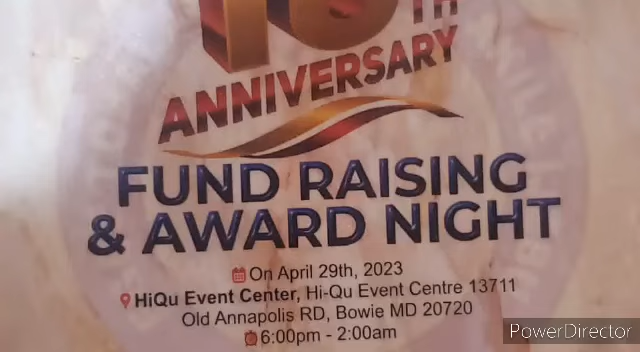 ANNIVERSARY
FUND RAISING
& AWARD NIGHT
On April 29th, 2023
HiQu Event Center, Hi-Qu Event Centre 13711
Old Annapolis RD, Bowie MD 20720
6:00pm - 2:00am
PowerDirector